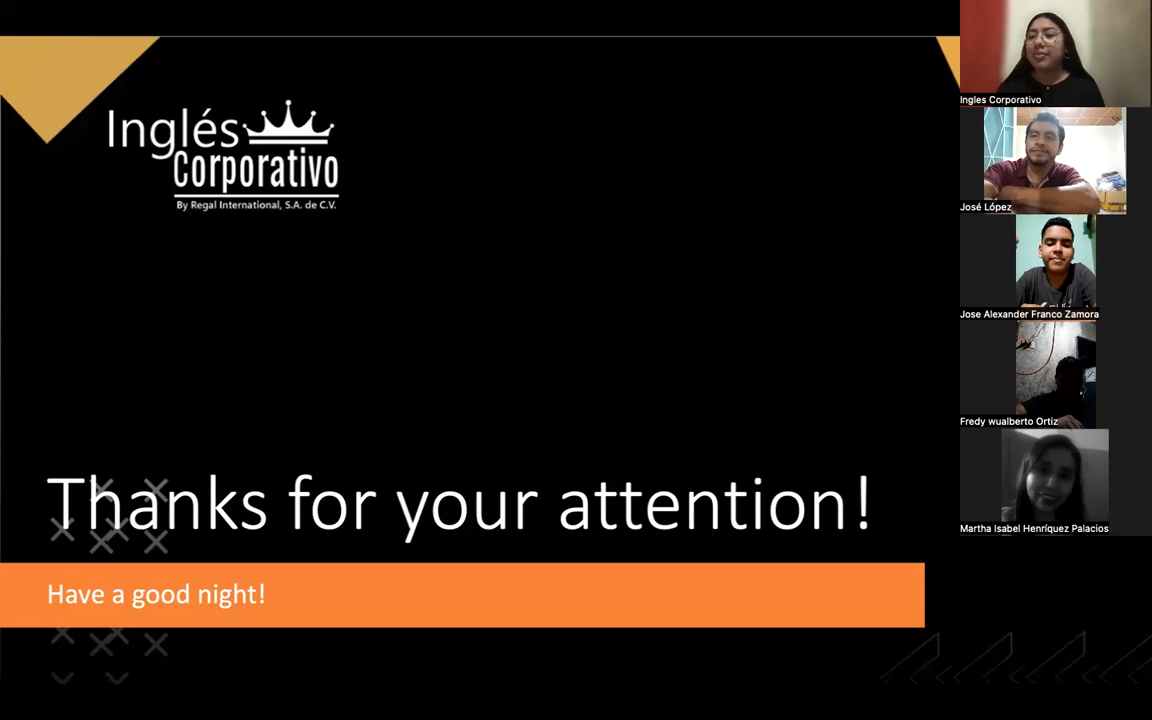 Inglés
Corporativo
By Regal International, S.A. de C.V.
Thanks for your attention!
Have a good night!
Ingles Corporativo
José López
Jose Alexander Franco Zamora
Fredy wualberto Ortiz
Martha Isabel Henríquez Palacios